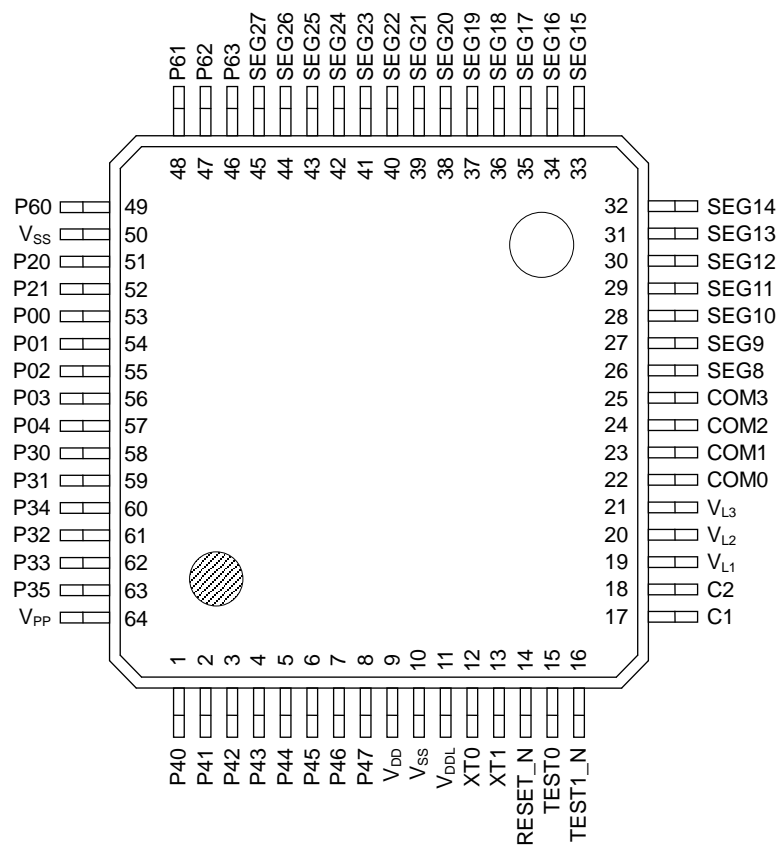 P61 P62 P63 SEG27 SEG26 SEG25 SEG24 SEG23 SEG22 SEG21 SEG20 SEG19 SEG18 SEG17 SEG16 SEG15
48 47 46 45 44 43 42 41 40 39 38 37 36 35 34 33
P60 49 32 SEG14
VSS 50 31 SEG13
P20 51 30 SEG12
P21 52 29 SEG11
P00 53 28 SEG10
P01 54 27 SEG9
P02 55 26 SEG8
P03 56 25 COM3
P04 57 24 COM2
P30 58 23 COM1
P31 59 22 COM0
P34 60 21 VL3
P32 61 20 VL2
P33 62 19 VL1
P35 63 18 C2
VPP 64 17 C1
1 2 3 4 5 6 7 8 9 10 11 12 13 14 15 16
P40 P41 P42 P43 P44 P45 P46 P47 VDD VSS VDDL XT0 XT1 RESET_N TEST0 TEST1_N